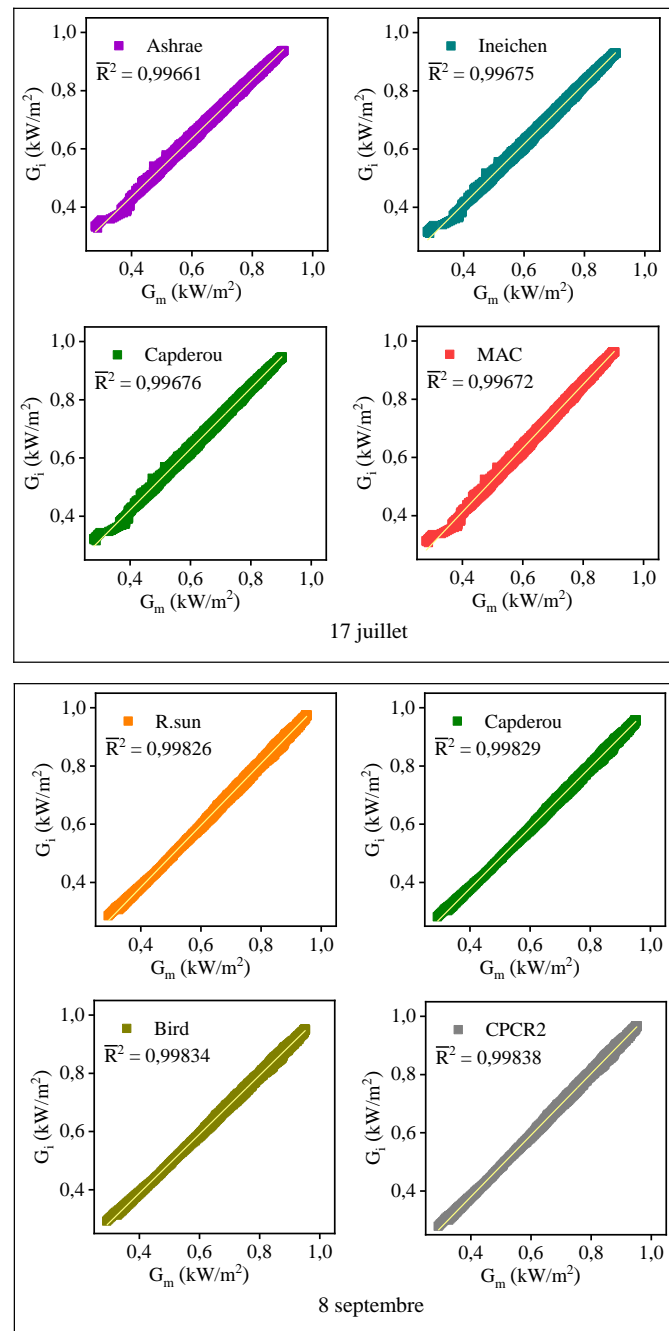 Ashrae
R̅² = 0,99661
1,0
0,8
0,6
0,4
Gᵢ (kW/m²)
0,4 0,6 0,8 1,0
Gₘ (kW/m²)
Ineichen
R̅² = 0,99675
1,0
0,8
0,6
0,4
Gᵢ (kW/m²)
0,4 0,6 0,8 1,0
Gₘ (kW/m²)
Capderou
R̅² = 0,99676
1,0
0,8
0,6
0,4
Gᵢ (kW/m²)
0,4 0,6 0,8 1,0
Gₘ (kW/m²)
MAC
R̅² = 0,99672
1,0
0,8
0,6
0,4
Gᵢ (kW/m²)
0,4 0,6 0,8 1,0
Gₘ (kW/m²)
17 juillet
R.sun
R̅² = 0,99826
1,0
0,8
0,6
0,4
Gᵢ (kW/m²)
0,4 0,6 0,8 1,0
Gₘ (kW/m²)
Capderou
R̅² = 0,99829
1,0
0,8
0,6
0,4
Gᵢ (kW/m²)
0,4 0,6 0,8 1,0
Gₘ (kW/m²)
Bird
R̅² = 0,99834
1,0
0,8
0,6
0,4
Gᵢ (kW/m²)
0,4 0,6 0,8 1,0
Gₘ (kW/m²)
CPCR2
R̅² = 0,99838
1,0
0,8
0,6
0,4
Gᵢ (kW/m²)
0,4 0,6 0,8 1,0
Gₘ (kW/m²)
8 septembre